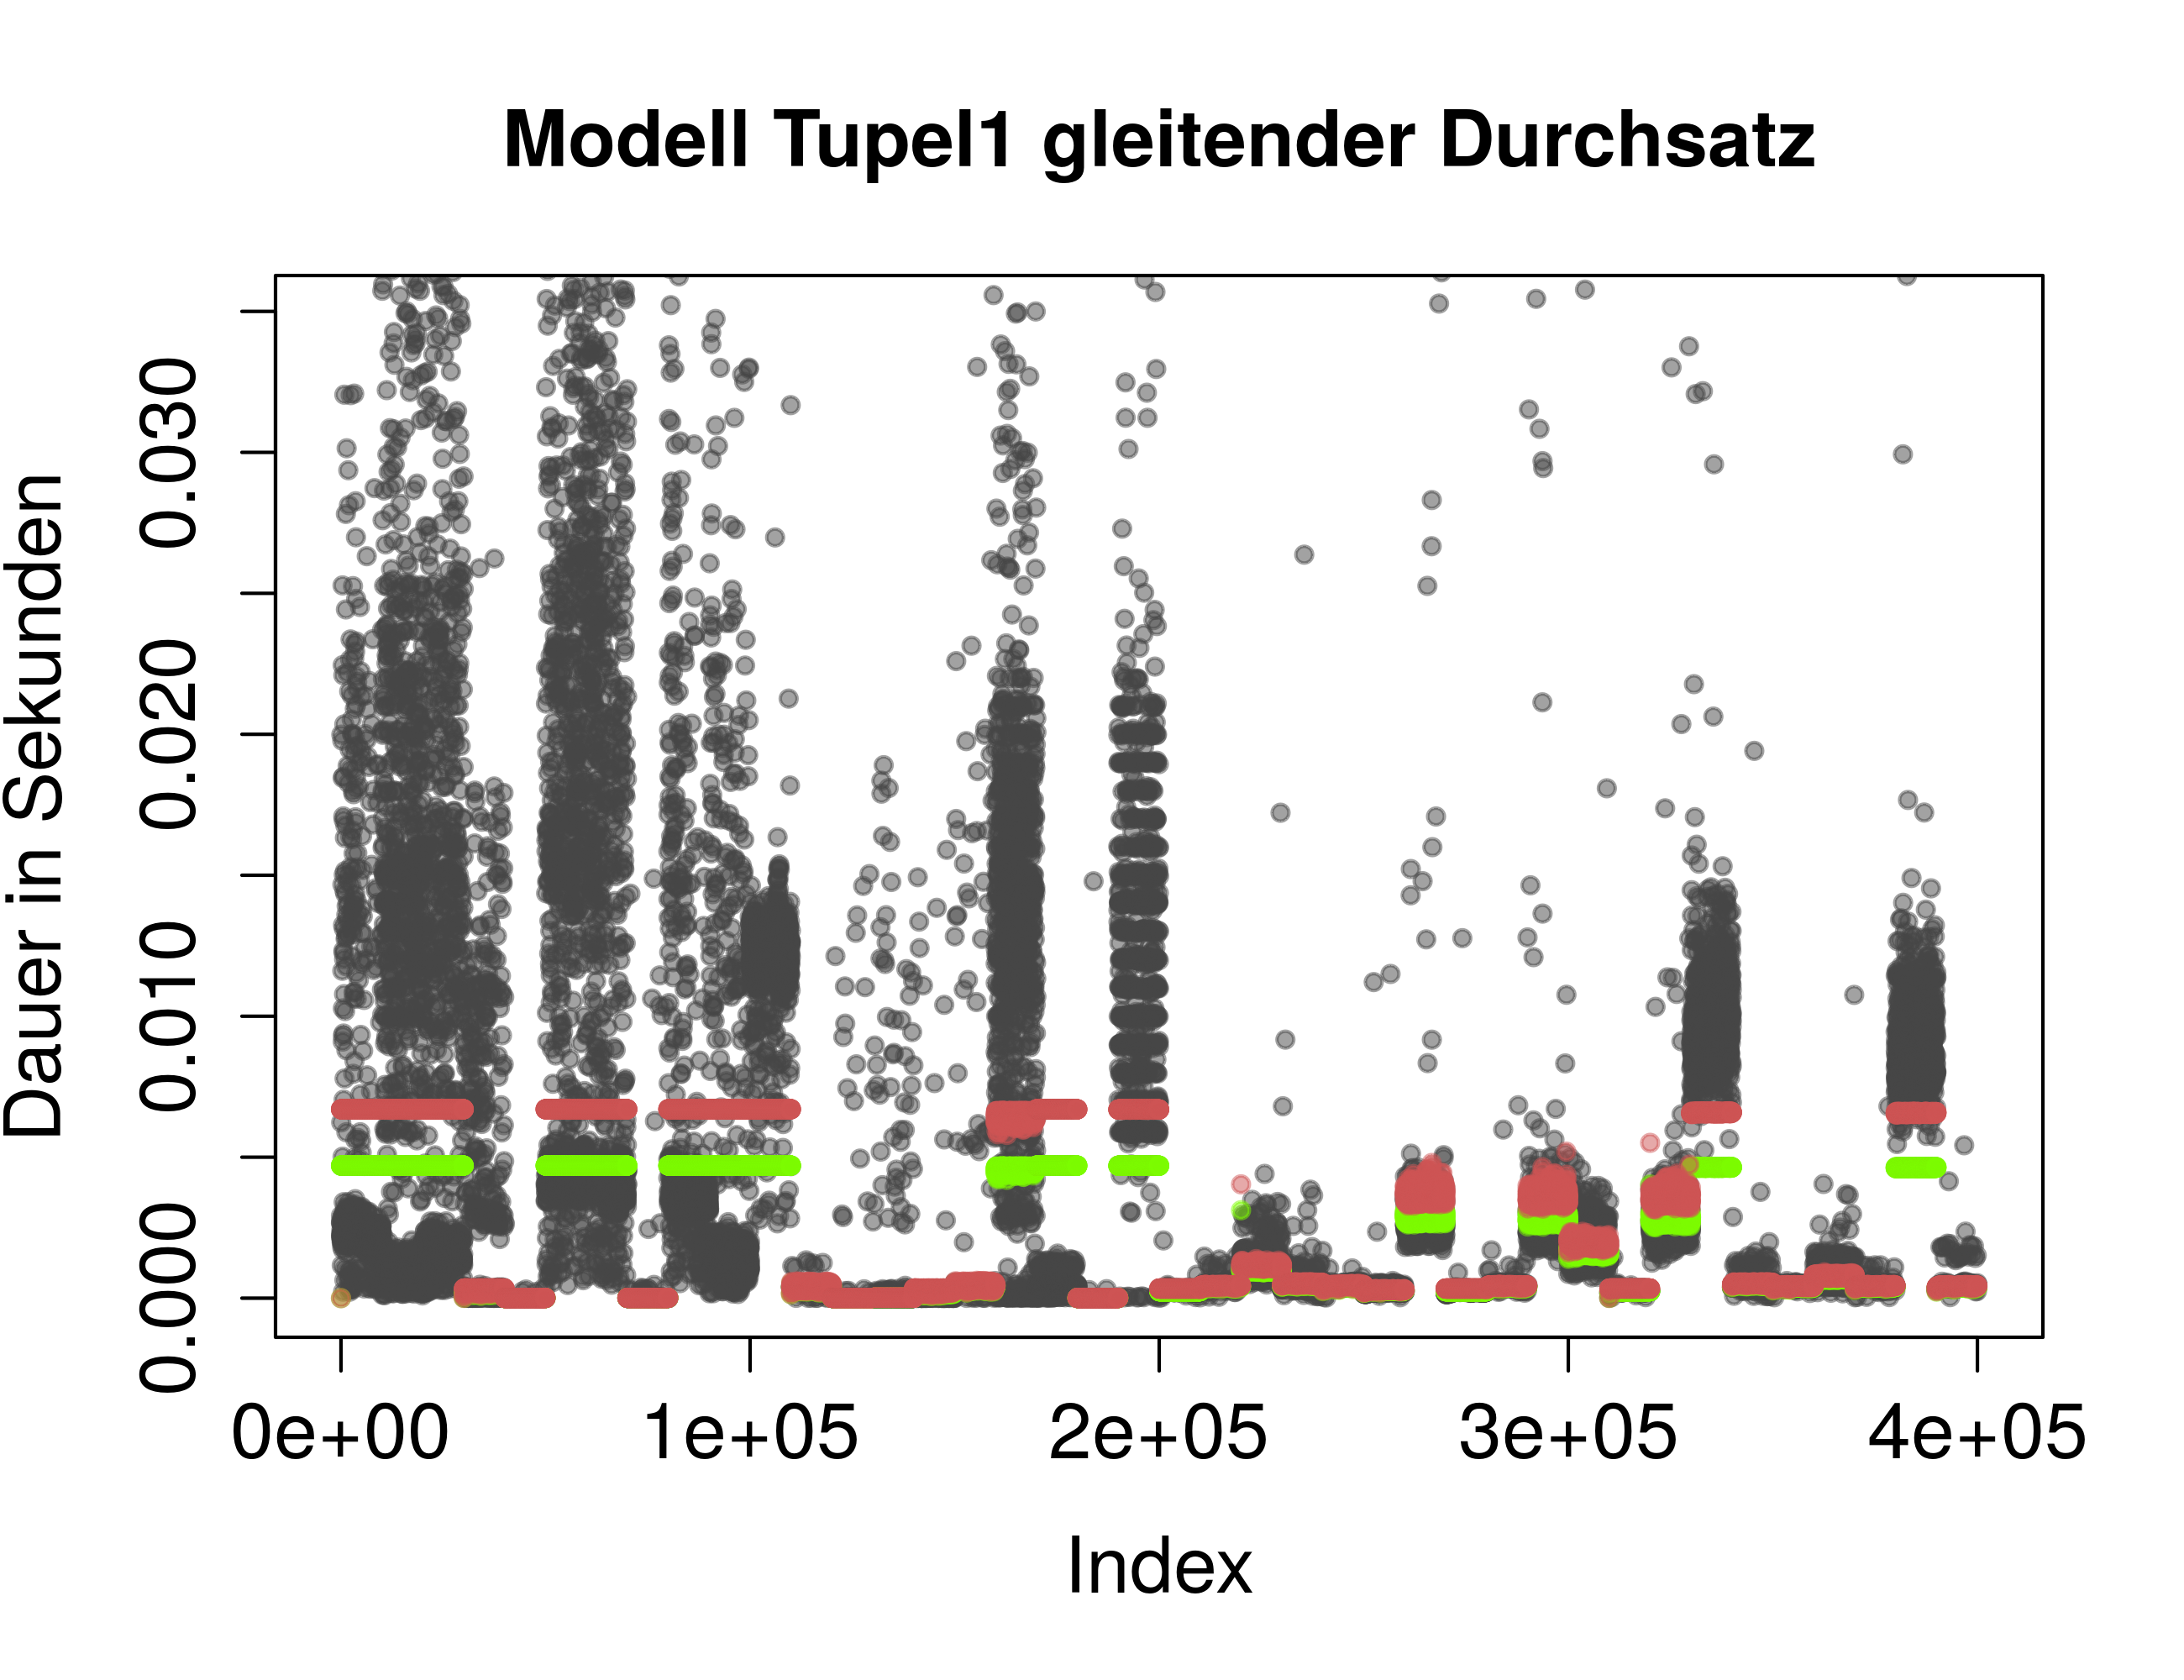 Modell Tupel1 gleitender Durchsatz
Dauer in Sekunden
0.030
0.020
0.010
0.000
0e+00 1e+05 2e+05 3e+05 4e+05
Index